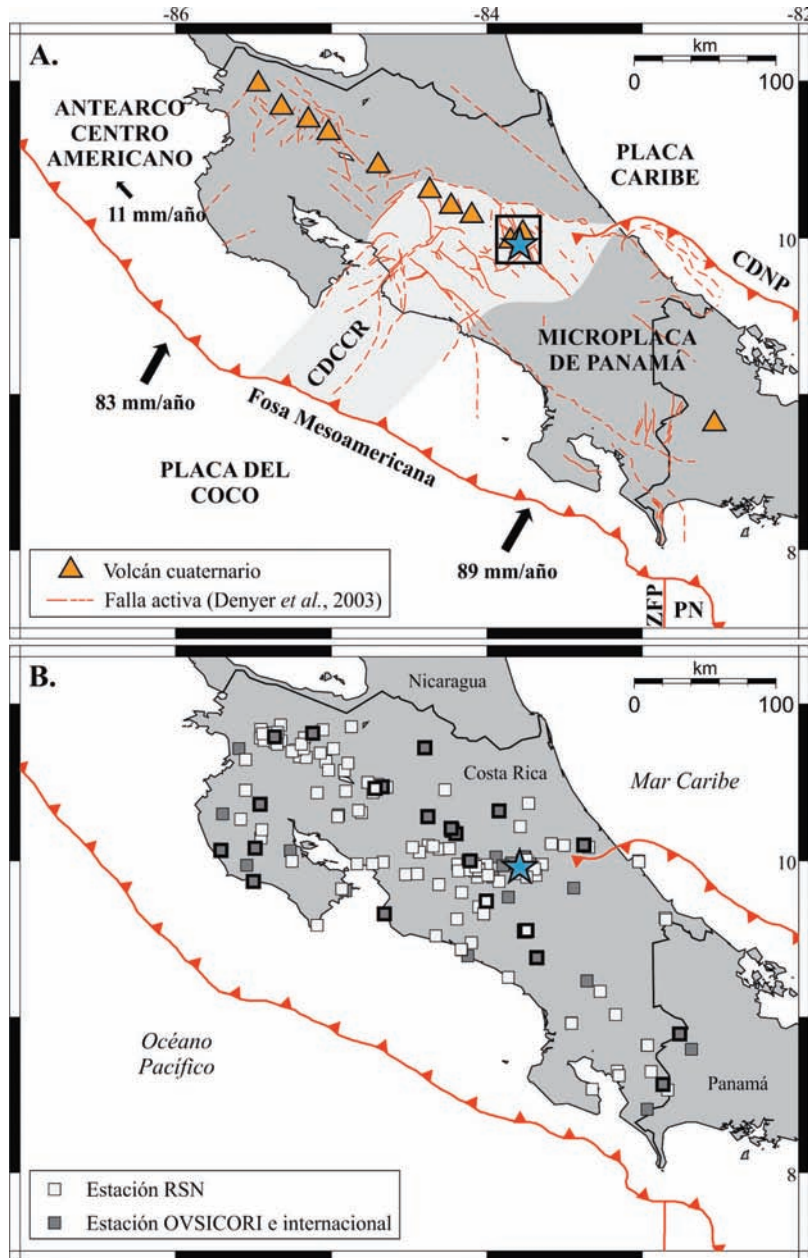 -86
-84
-82
A.
km
0
100
ANTEARCO
CENTRO
AMERICANO
11 mm/año
PLACA
CARIBE
10
CDNP
MICROPLACA
DE PANAMÁ
CDCCR
83 mm/año
Fosa Mesoamericana
PLACA DEL
COCO
89 mm/año
8
Volcán cuaternario
Falla activa (Denyer et al., 2003)
ZFP
PN
B.
Nicaragua
km
0
100
Costa Rica
Mar Caribe
10
Océano
Pacífico
Panamá
8
Estación RSN
Estación OVSICORI e internacional